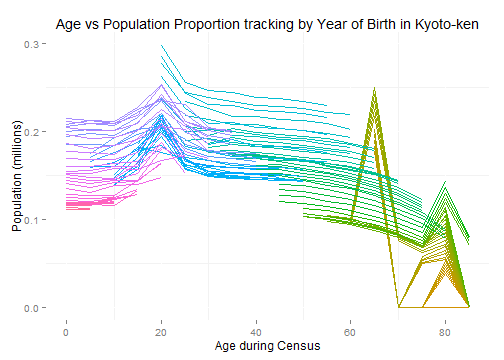 Age vs Population Proportion tracking by Year of Birth in Kyoto-ken
0.3
0.2
0.1
0.0
Population (millions)
0 20 40 60 80
Age during Census